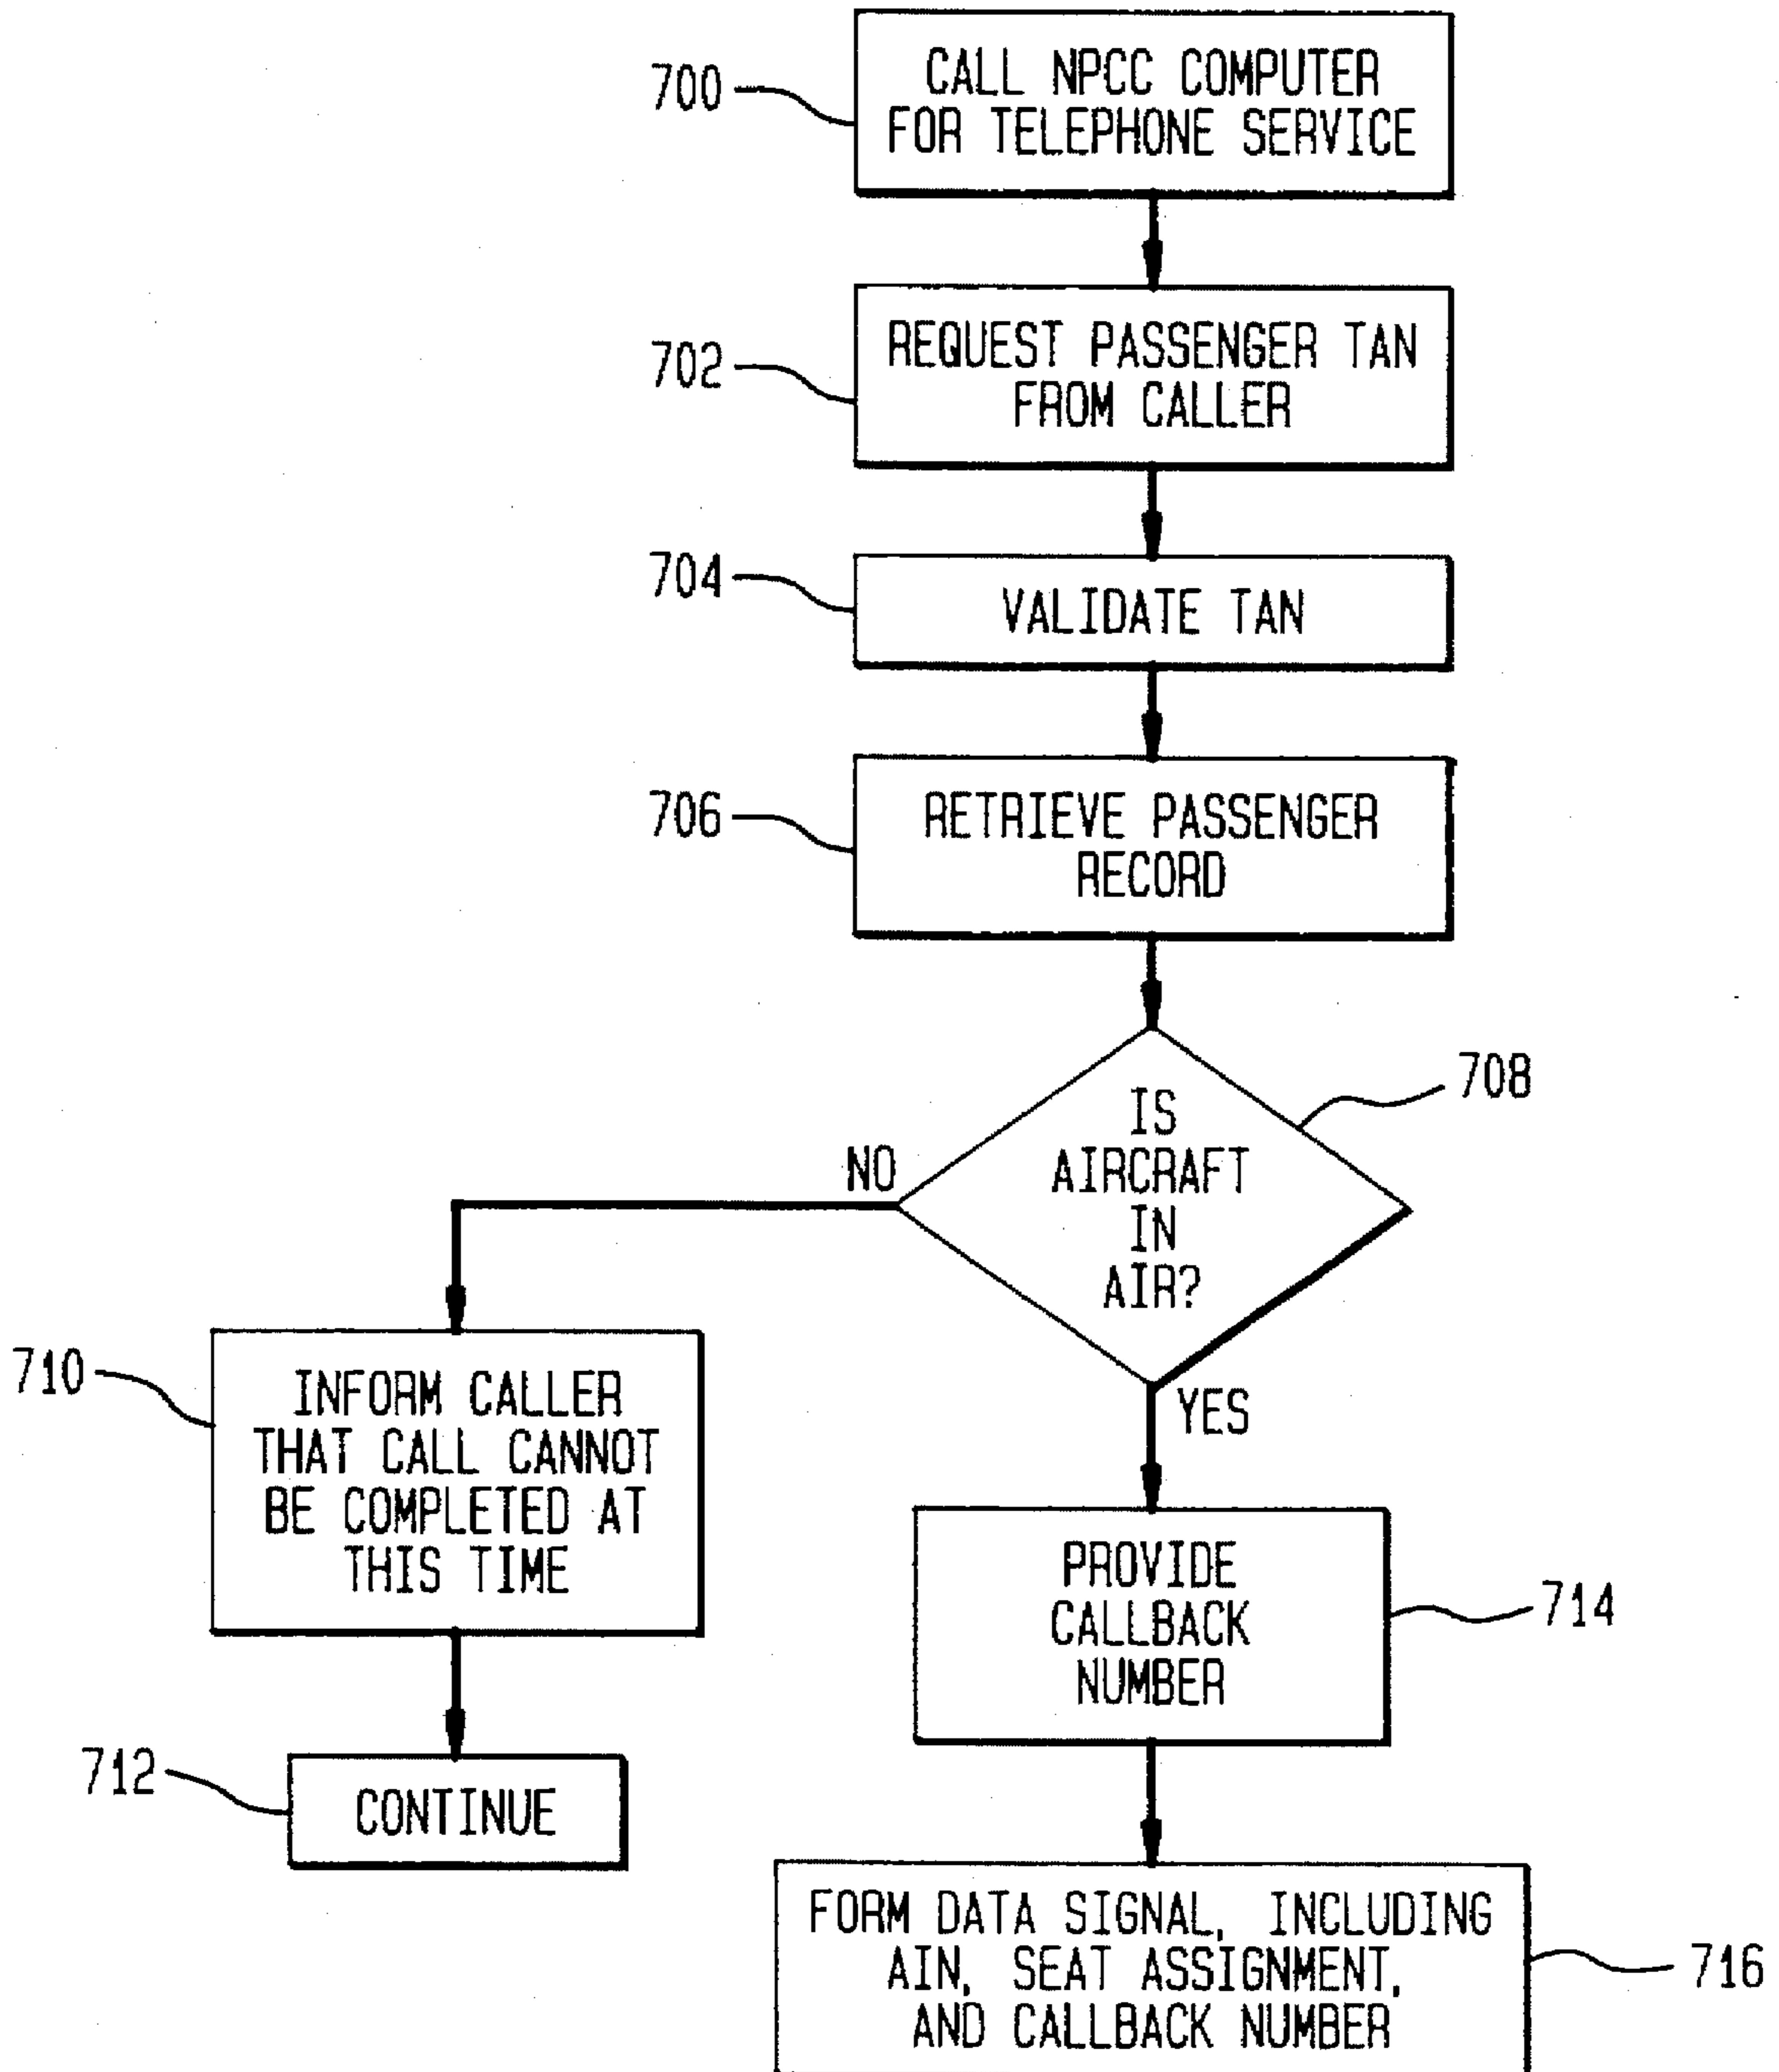 700
CALL NPCC COMPUTER
FOR TELEPHONE SERVICE
702
REQUEST PASSENGER TAN
FROM CALLER
704
VALIDATE TAN
706
RETRIEVE PASSENGER
RECORD
708
IS
AIRCRAFT
IN
AIR?
NO
YES
710
INFORM CALLER
THAT CALL CANNOT
BE COMPLETED AT
THIS TIME
712
CONTINUE
PROVIDE
CALLBACK
NUMBER
714
FORM DATA SIGNAL, INCLUDING
AIN, SEAT ASSIGNMENT,
AND CALLBACK NUMBER
716